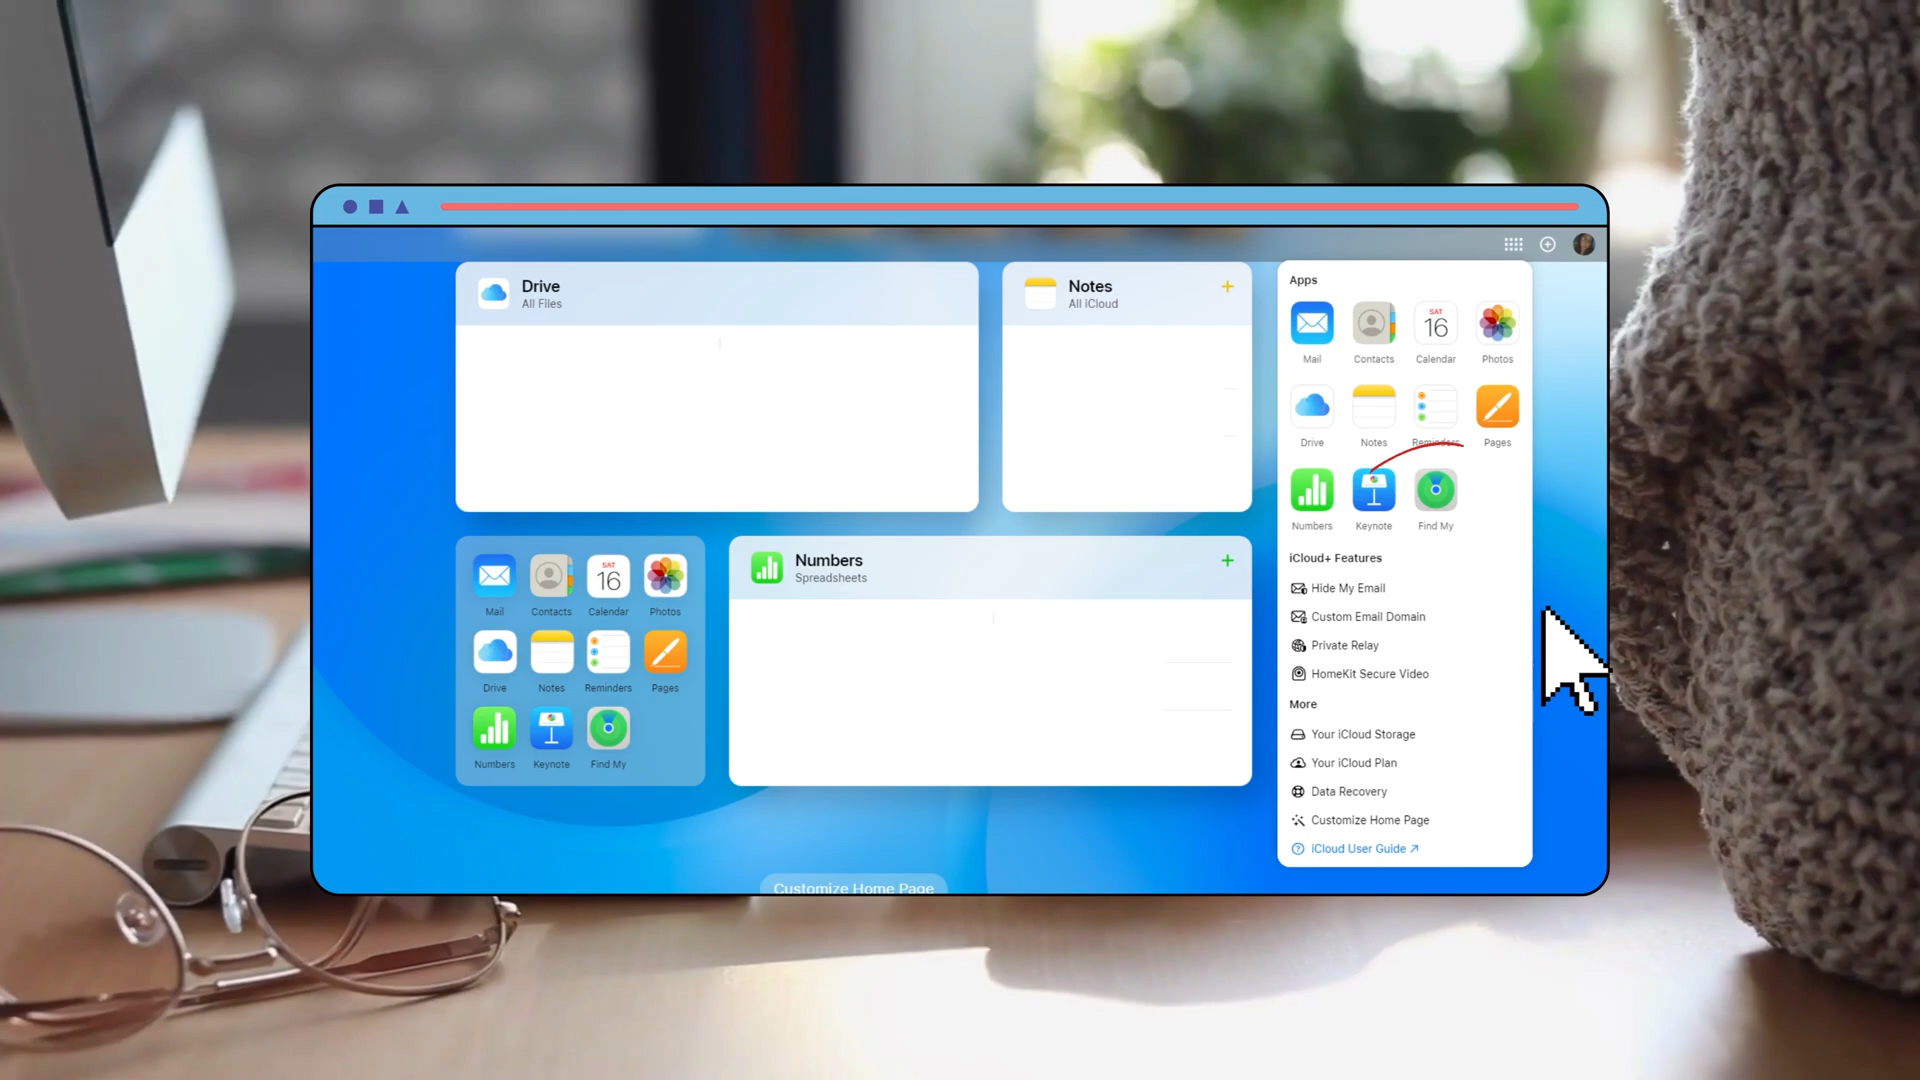 Drive
All Files
Notes
All iCloud
Mail
Contacts
SAT
16
Calendar
Photos
Drive
Notes
Reminders
Pages
Numbers
Keynote
Find My
Numbers
Spreadsheets
Customize Home Page
Apps
Mail
Contacts
SAT
16
Calendar
Photos
Drive
Notes
Reminders
Pages
Numbers
Keynote
Find My
iCloud+ Features
Hide My Email
Custom Email Domain
Private Relay
HomeKit Secure Video
More
Your iCloud Storage
Your iCloud Plan
Data Recovery
Customize Home Page
iCloud User Guide ↗